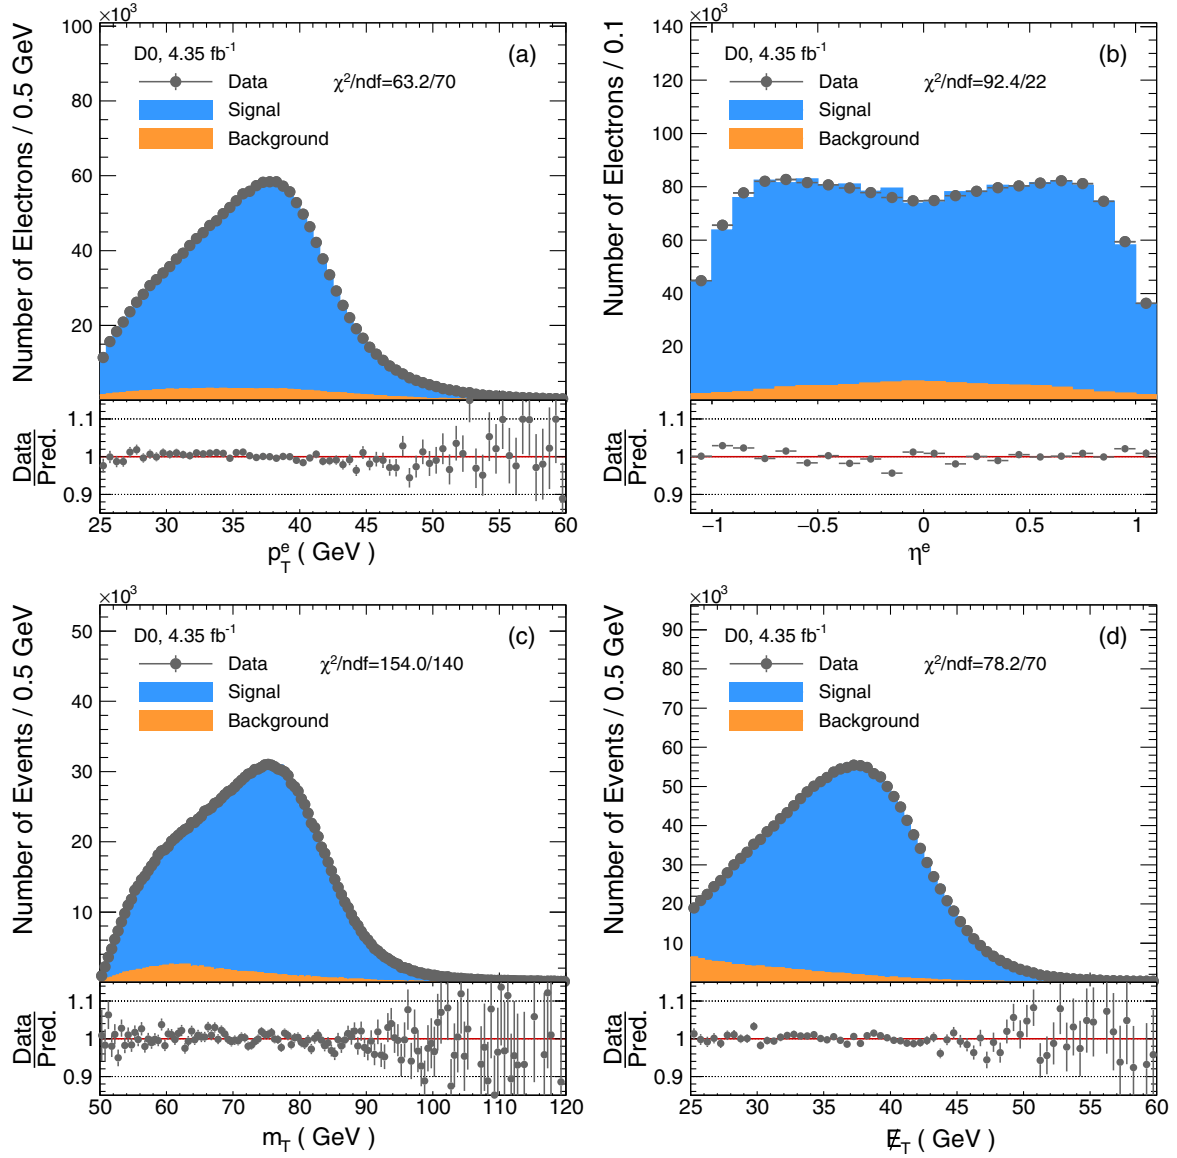 ×10³
Number of Electrons / 0.5 GeV
100
80
60
40
20
D0, 4.35 fb⁻¹
(a)
Data
χ²/ndf=63.2/70
Signal
Background
Data
Pred.
1.1
1
0.9
25 30 35 40 45 50 55 60
p_T^e ( GeV )
×10³
Number of Electrons / 0.1
140
120
100
80
60
40
20
D0, 4.35 fb⁻¹
(b)
Data
χ²/ndf=92.4/22
Signal
Background
Data
Pred.
1.1
1
0.9
−1 −0.5 0 0.5 1
η^e
×10³
Number of Events / 0.5 GeV
50
40
30
20
10
D0, 4.35 fb⁻¹
(c)
Data
χ²/ndf=154.0/140
Signal
Background
Data
Pred.
1.1
1
0.9
50 60 70 80 90 100 110 120
m_T ( GeV )
×10³
Number of Events / 0.5 GeV
90
80
70
60
50
40
30
20
10
D0, 4.35 fb⁻¹
(d)
Data
χ²/ndf=78.2/70
Signal
Background
Data
Pred.
1.1
1
0.9
25 30 35 40 45 50 55 60
E̸_T ( GeV )